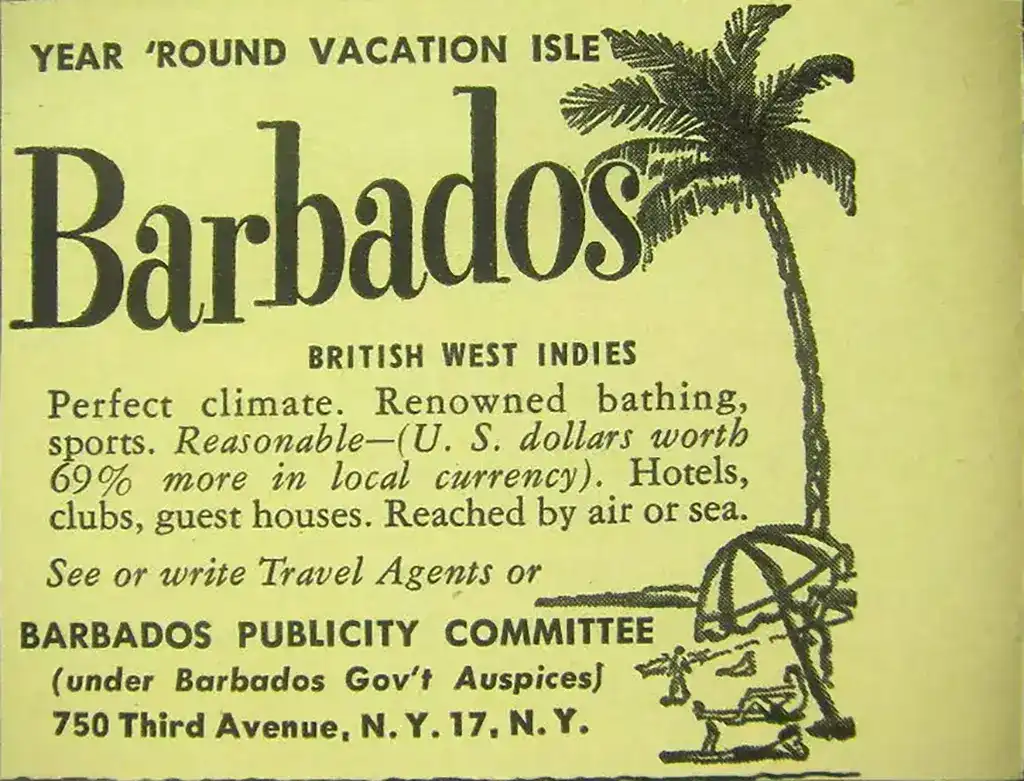 YEAR 'ROUND VACATION ISLE
Barbados
BRITISH WEST INDIES
Perfect climate. Renowned bathing,
sports. Reasonable—(U. S. dollars worth
69% more in local currency). Hotels,
clubs, guest houses. Reached by air or sea.
See or write Travel Agents or
BARBADOS PUBLICITY COMMITTEE
(under Barbados Gov't Auspices)
750 Third Avenue, N. Y. 17, N. Y.